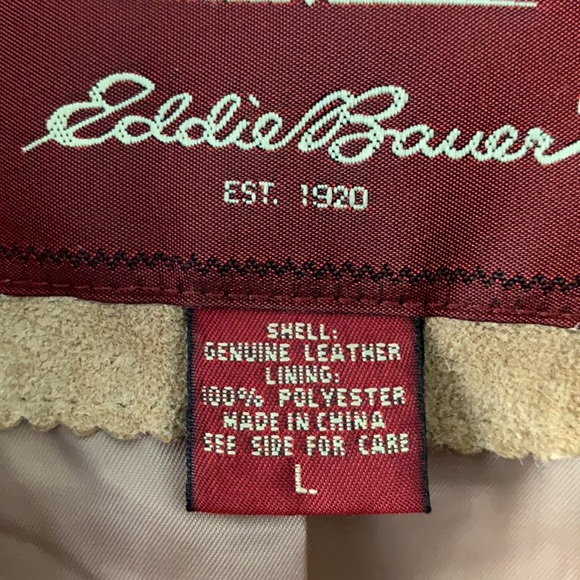 Eddie Bauer
EST. 1920
SHELL:
GENUINE LEATHER
LINING:
100% POLYESTER
MADE IN CHINA
SEE SIDE FOR CARE
L.